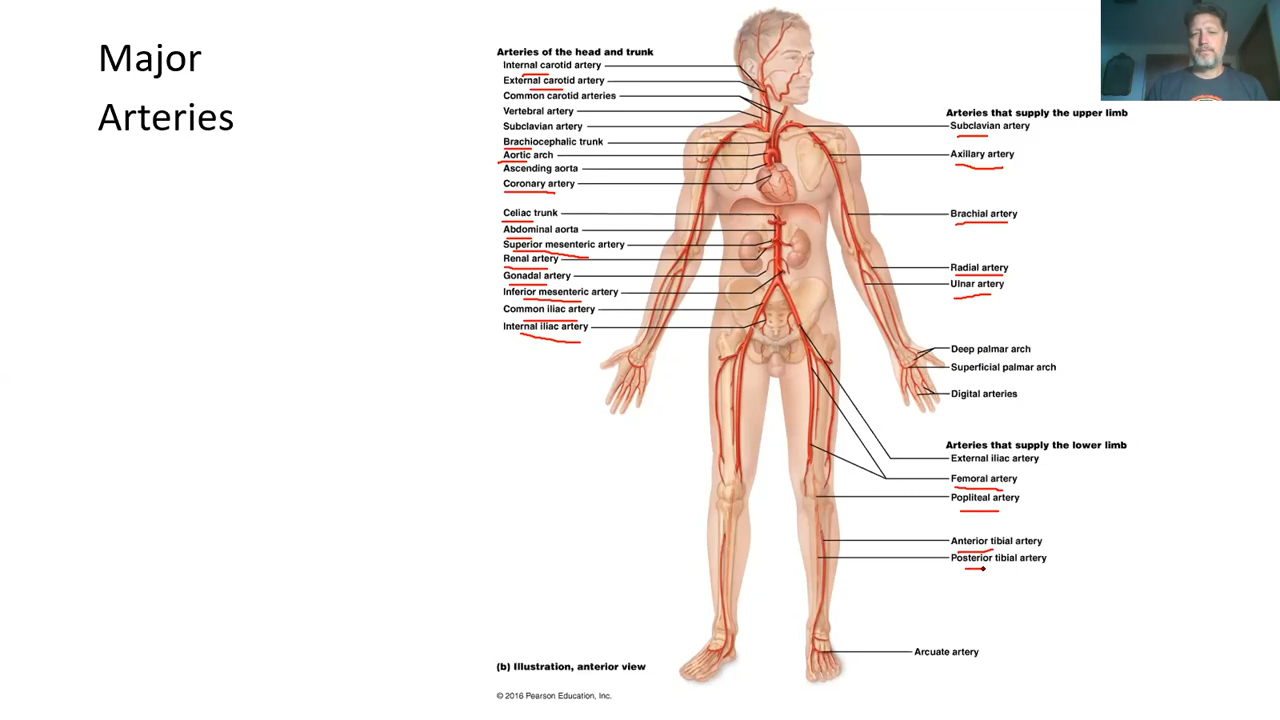 Major
Arteries
Arteries of the head and trunk
Internal carotid artery
External carotid artery
Common carotid arteries
Vertebral artery
Subclavian artery
Brachiocephalic trunk
Aortic arch
Ascending aorta
Coronary artery
Celiac trunk
Abdominal aorta
Superior mesenteric artery
Renal artery
Gonadal artery
Inferior mesenteric artery
Common iliac artery
Internal iliac artery
Arteries that supply the upper limb
Subclavian artery
Axillary artery
Brachial artery
Radial artery
Ulnar artery
Deep palmar arch
Superficial palmar arch
Digital arteries
Arteries that supply the lower limb
External iliac artery
Femoral artery
Popliteal artery
Anterior tibial artery
Posterior tibial artery
Arcuate artery
(b) Illustration, anterior view
© 2016 Pearson Education, Inc.